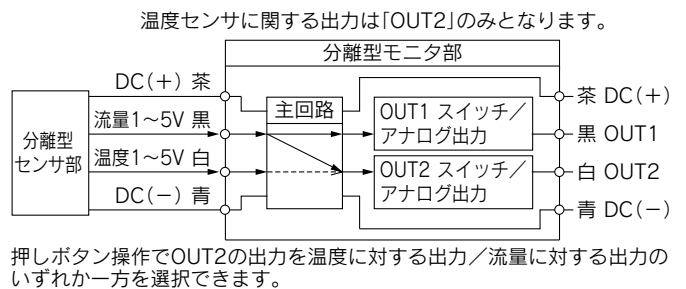 温度センサに関する出力は「OUT2」のみとなります。
分離型モニタ部
DC(+) 茶
流量1~5V 黒
温度1~5V 白
DC(-) 青
分離型
センサ部
主回路
OUT1 スイッチ/
アナログ出力
OUT2 スイッチ/
アナログ出力
茶 DC(+)
黒 OUT1
白 OUT2
青 DC(-)
押しボタン操作でOUT2の出力を温度に対する出力/流量に対する出力の
いずれか一方を選択できます。